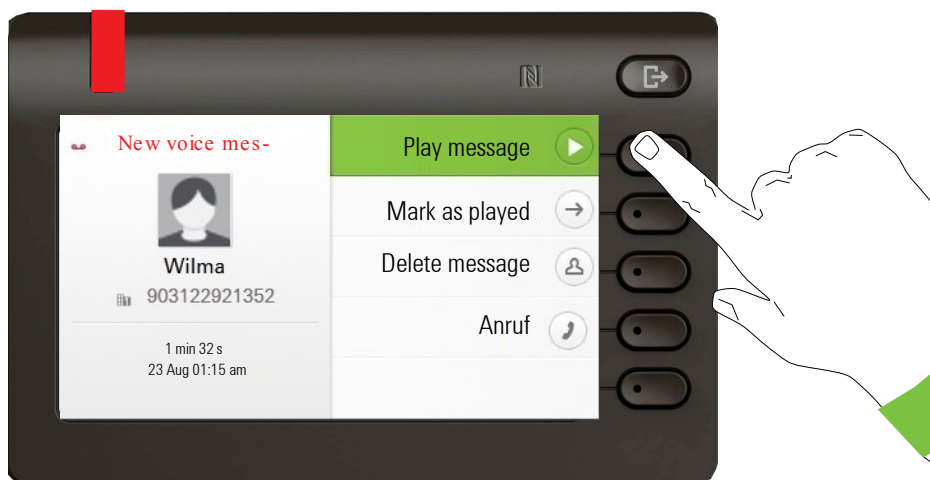 New voice mes-
Wilma
903122921352
1 min 32 s
23 Aug 01:15 am
Play message
Mark as played
Delete message
Anruf